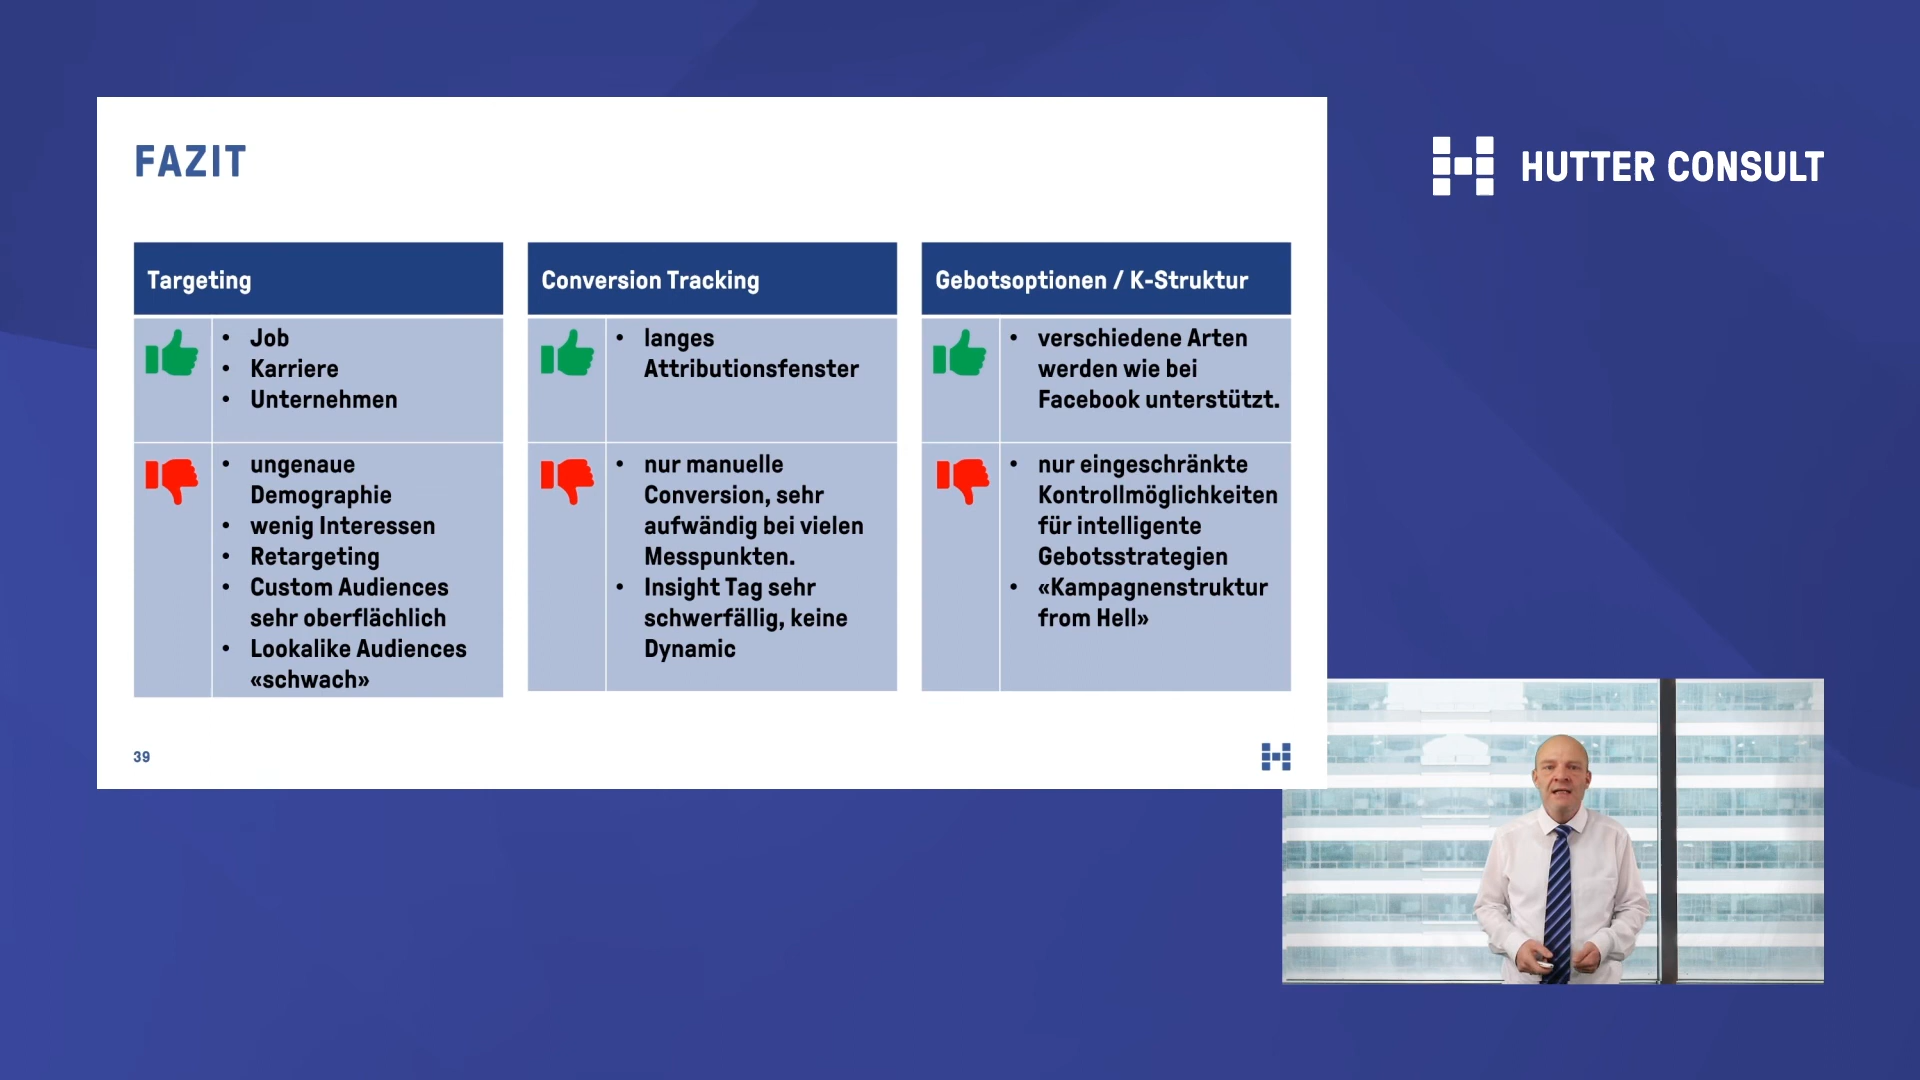 FAZIT
HUTTER CONSULT
Targeting
• Job
• Karriere
• Unternehmen
• ungenaue
Demographie
• wenig Interessen
• Retargeting
• Custom Audiences
sehr oberflächlich
• Lookalike Audiences
«schwach»
Conversion Tracking
• langes
Attributionsfenster
• nur manuelle
Conversion, sehr
aufwändig bei vielen
Messpunkten.
• Insight Tag sehr
schwerfällig, keine
Dynamic
Gebotsoptionen / K-Struktur
• verschiedene Arten
werden wie bei
Facebook unterstützt.
• nur eingeschränkte
Kontrollmöglichkeiten
für intelligente
Gebotsstrategien
• «Kampagnenstruktur
from Hell»
39